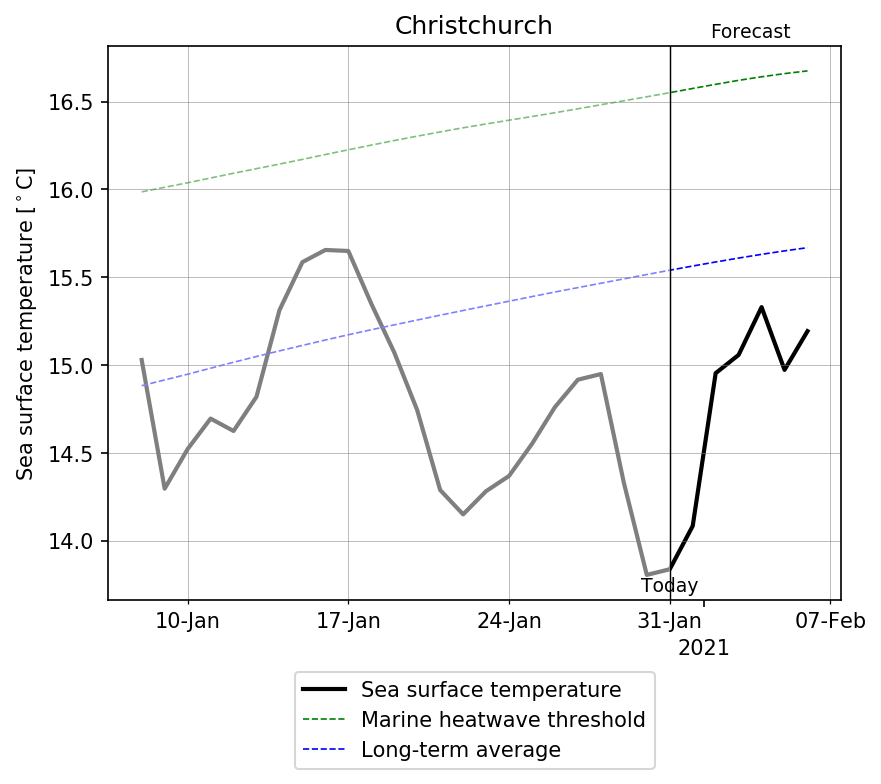 Christchurch
Forecast
Sea surface temperature [°C]
16.5
16.0
15.5
15.0
14.5
14.0
Today
10-Jan
17-Jan
24-Jan
31-Jan
07-Feb
2021
Sea surface temperature
Marine heatwave threshold
Long-term average